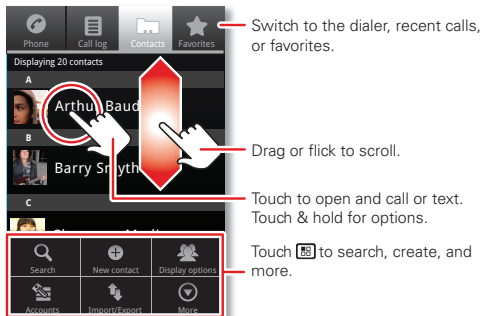 Phone
Call log
Contacts
Favorites
Switch to the dialer, recent calls,
or favorites.
Displaying 20 contacts
A
Arthur Baud
B
Drag or flick to scroll.
Barry Smyth
C
Touch to open and call or text.
Touch & hold for options.
Touch to search, create, and
more.
Search
New contact
Display options
Accounts
Import/Export
More